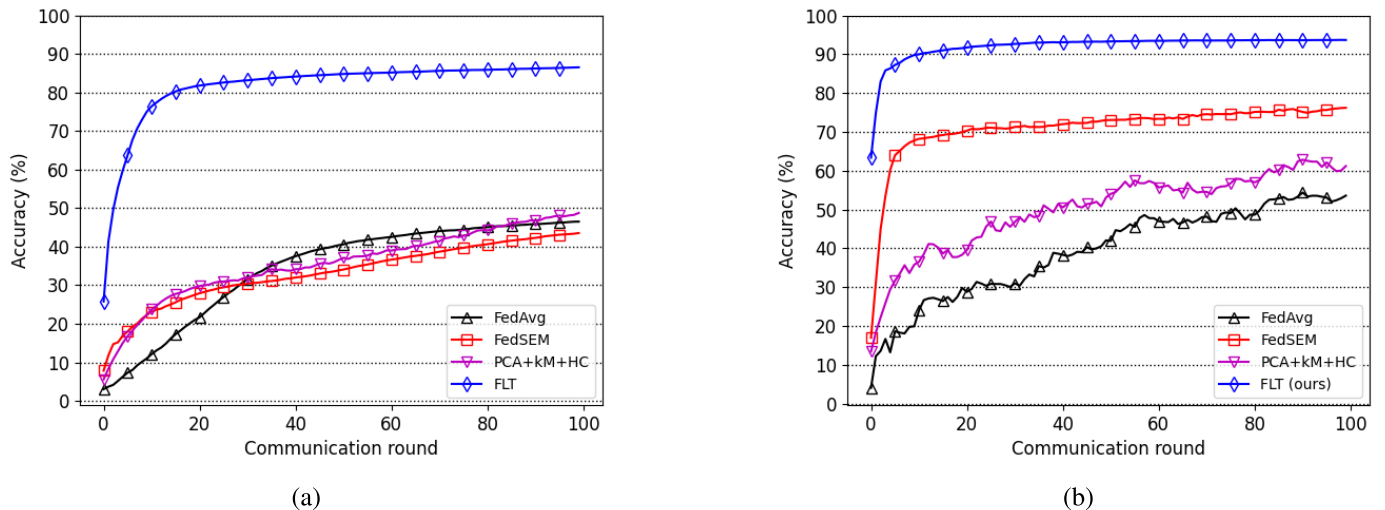 100
90
80
70
60
50
40
30
20
10
0
Accuracy (%)
0 20 40 60 80 100
Communication round
FedAvg
FedSEM
PCA+kM+HC
FLT
(a)
100
90
80
70
60
50
40
30
20
10
0
Accuracy (%)
0 20 40 60 80 100
Communication round
FedAvg
FedSEM
PCA+kM+HC
FLT (ours)
(b)